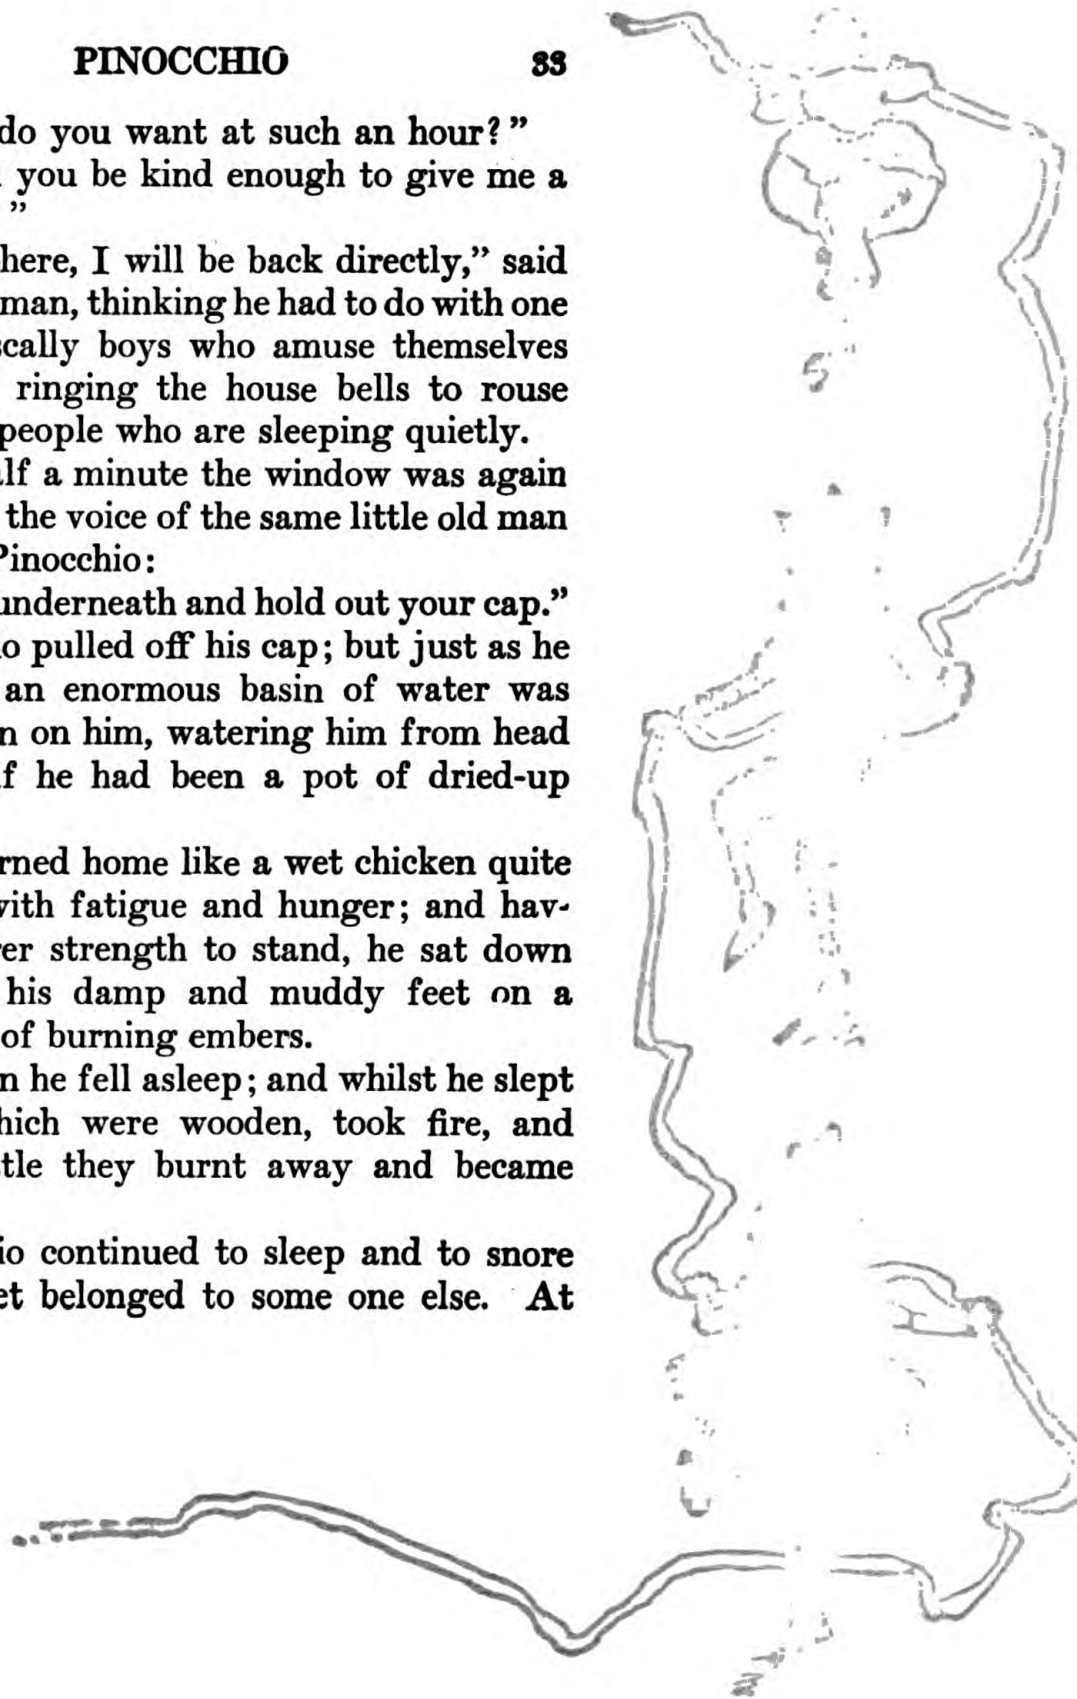 PINOCCHIO 33
do you want at such an hour?”
you be kind enough to give me a
”
here, I will be back directly,” said
man, thinking he had to do with one
cally boys who amuse themselves
ringing the house bells to rouse
people who are sleeping quietly.
lf a minute the window was again
the voice of the same little old man
Pinocchio:
underneath and hold out your cap.”
io pulled off his cap; but just as he
an enormous basin of water was
n on him, watering him from head
if he had been a pot of dried-up
rned home like a wet chicken quite
with fatigue and hunger; and hav-
er strength to stand, he sat down
his damp and muddy feet on a
of burning embers.
n he fell asleep; and whilst he slept
hich were wooden, took fire, and
ttle they burnt away and became
io continued to sleep and to snore
et belonged to some one else. At